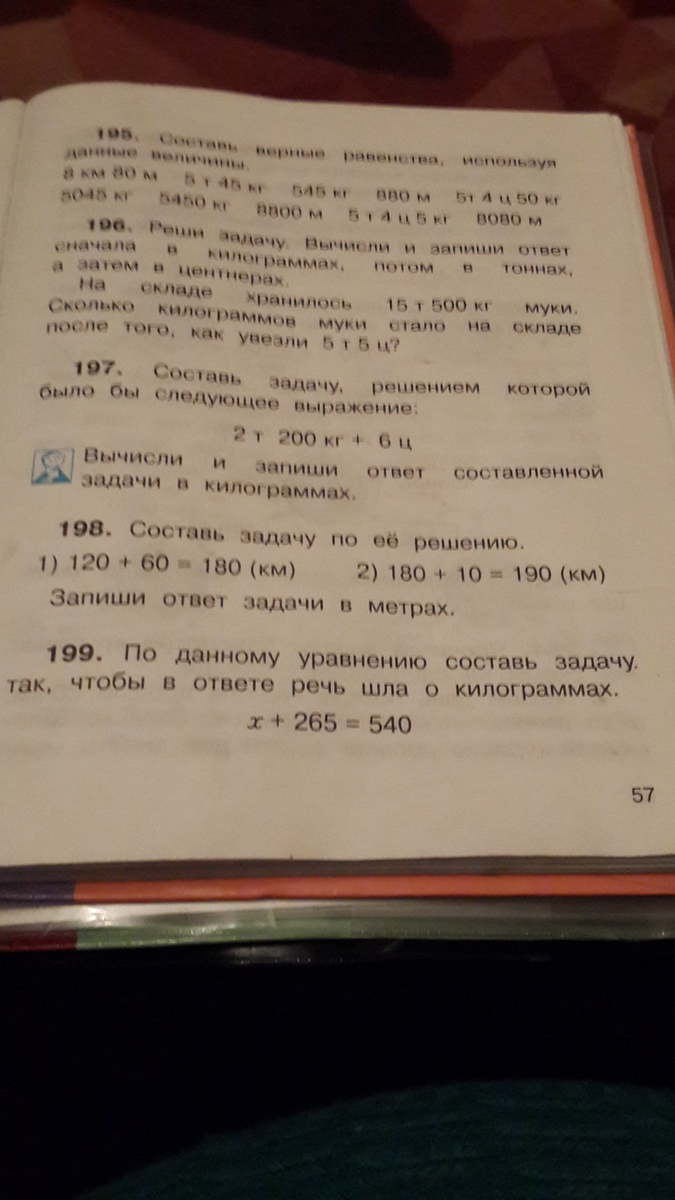 195. Составь верные равенства, используя
данные величины.
8 км 80 м 5 т 45 кг 545 кг 880 м 5т 4 ц 50 кг
5045 кг 5450 кг 8800 м 5 т 4 ц 5 кг 8080 м
196. Реши задачу. Вычисли и запиши ответ
сначала в килограммах, потом в тоннах,
а затем в центнерах.
На складе хранилось 15 т 500 кг муки.
Сколько килограммов муки стало на складе
после того, как увезли 5 т 5 ц?
197. Составь задачу, решением которой
было бы следующее выражение:
2 т 200 кг + 6 ц
Вычисли и запиши ответ составленной
задачи в килограммах.
198. Составь задачу по её решению.
1) 120 + 60 = 180 (км) 2) 180 + 10 = 190 (км)
Запиши ответ задачи в метрах.
199. По данному уравнению составь задачу.
так, чтобы в ответе речь шла о килограммах.
x + 265 = 540
57